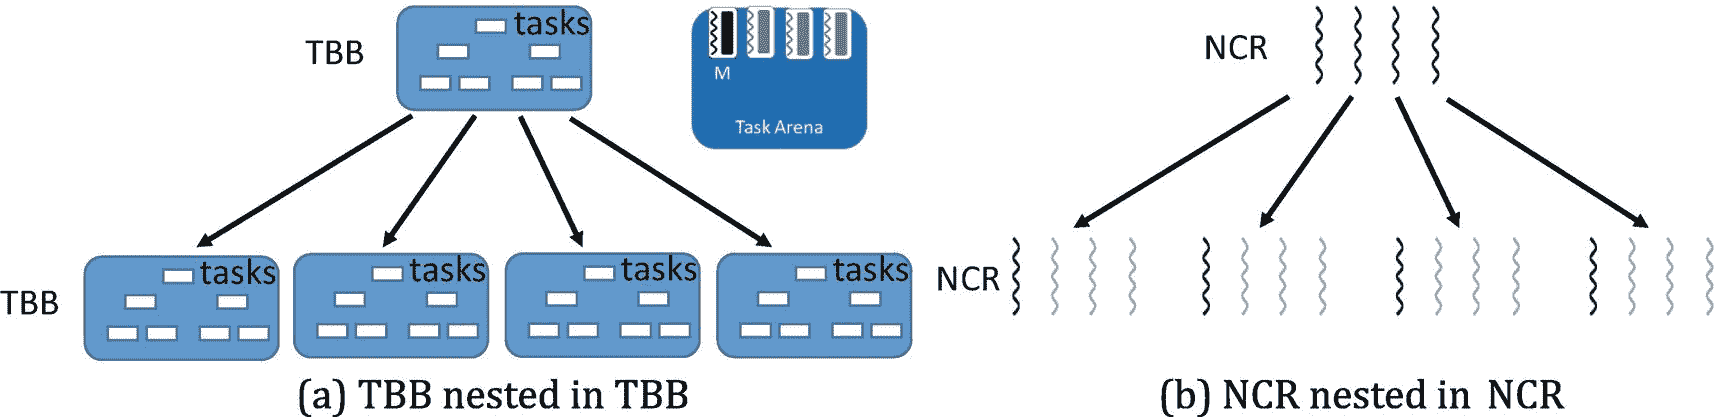 TBB
tasks
M
Task Arena
TBB
tasks
tasks
tasks
tasks
(a) TBB nested in TBB
NCR
NCR
(b) NCR nested in NCR